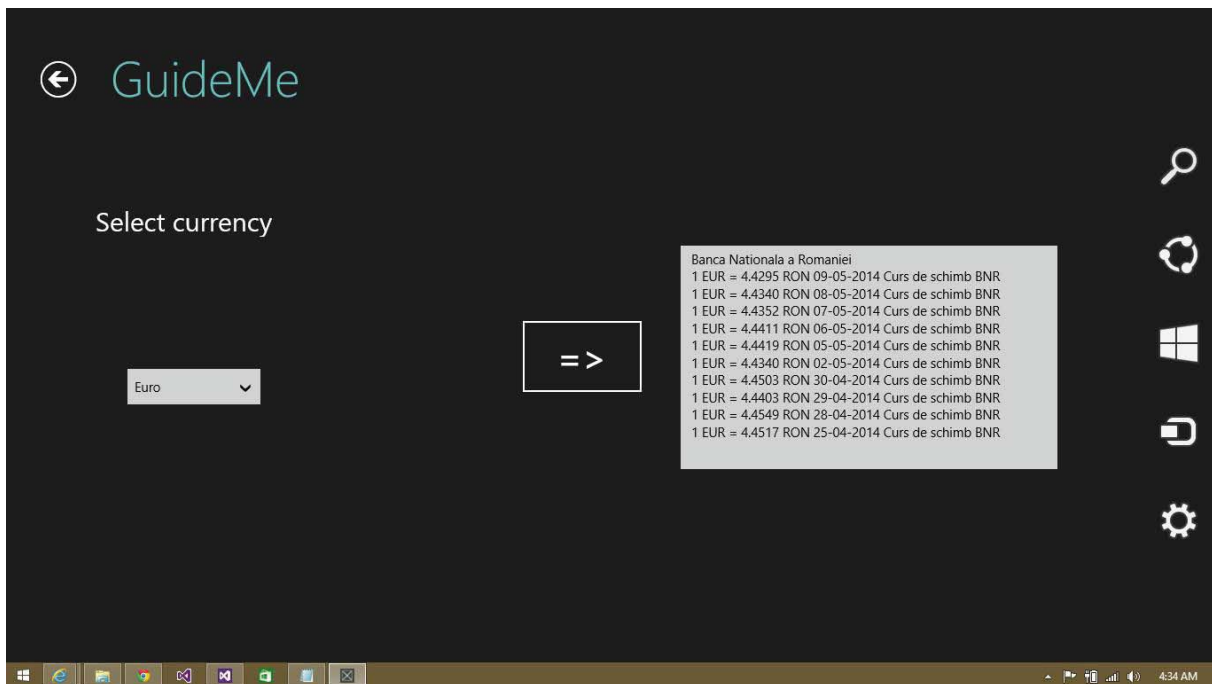 GuideMe
Select currency
Euro
=>
Banca Nationala a Romaniei
1 EUR = 4.4295 RON 09-05-2014 Curs de schimb BNR
1 EUR = 4.4340 RON 08-05-2014 Curs de schimb BNR
1 EUR = 4.4352 RON 07-05-2014 Curs de schimb BNR
1 EUR = 4.4411 RON 06-05-2014 Curs de schimb BNR
1 EUR = 4.4419 RON 05-05-2014 Curs de schimb BNR
1 EUR = 4.4340 RON 02-05-2014 Curs de schimb BNR
1 EUR = 4.4503 RON 30-04-2014 Curs de schimb BNR
1 EUR = 4.4403 RON 29-04-2014 Curs de schimb BNR
1 EUR = 4.4549 RON 28-04-2014 Curs de schimb BNR
1 EUR = 4.4517 RON 25-04-2014 Curs de schimb BNR
4:34 AM